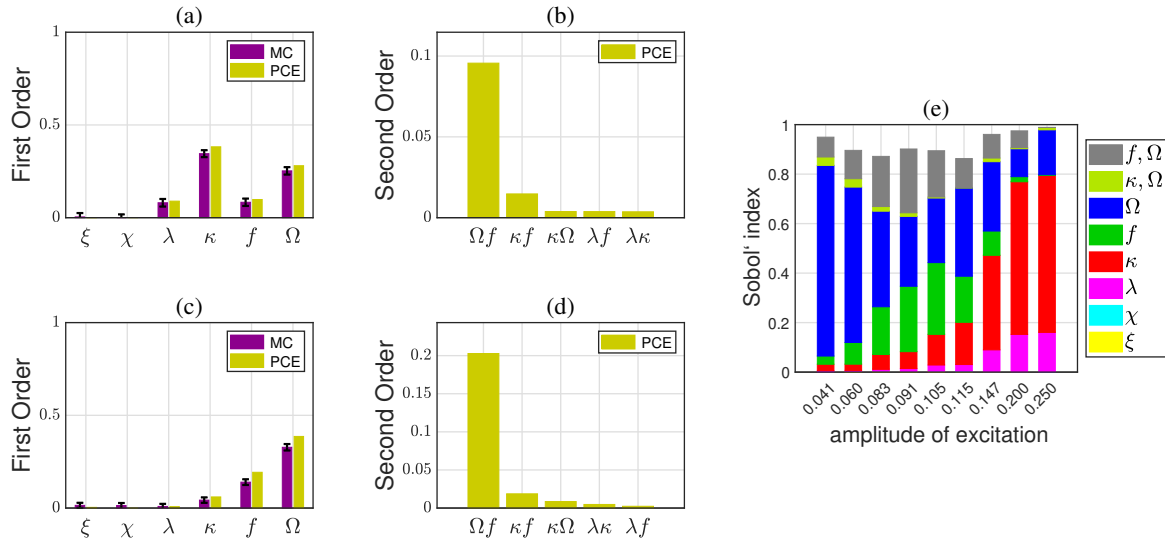 (a)
First Order
1
0.5
0
MC
PCE
ξ χ λ κ f Ω
(b)
Second Order
0.1
0.05
0
PCE
Ωf κf κΩ λf λκ
(c)
First Order
1
0.5
0
MC
PCE
ξ χ λ κ f Ω
(d)
Second Order
0.2
0.15
0.1
0.05
0
PCE
Ωf κf κΩ λκ λf
(e)
Sobol‘ index
1
0.8
0.6
0.4
0.2
0
0.041 0.060 0.083 0.091 0.105 0.115 0.147 0.200 0.250
amplitude of excitation
f, Ω
κ, Ω
Ω
f
κ
λ
χ
ξ